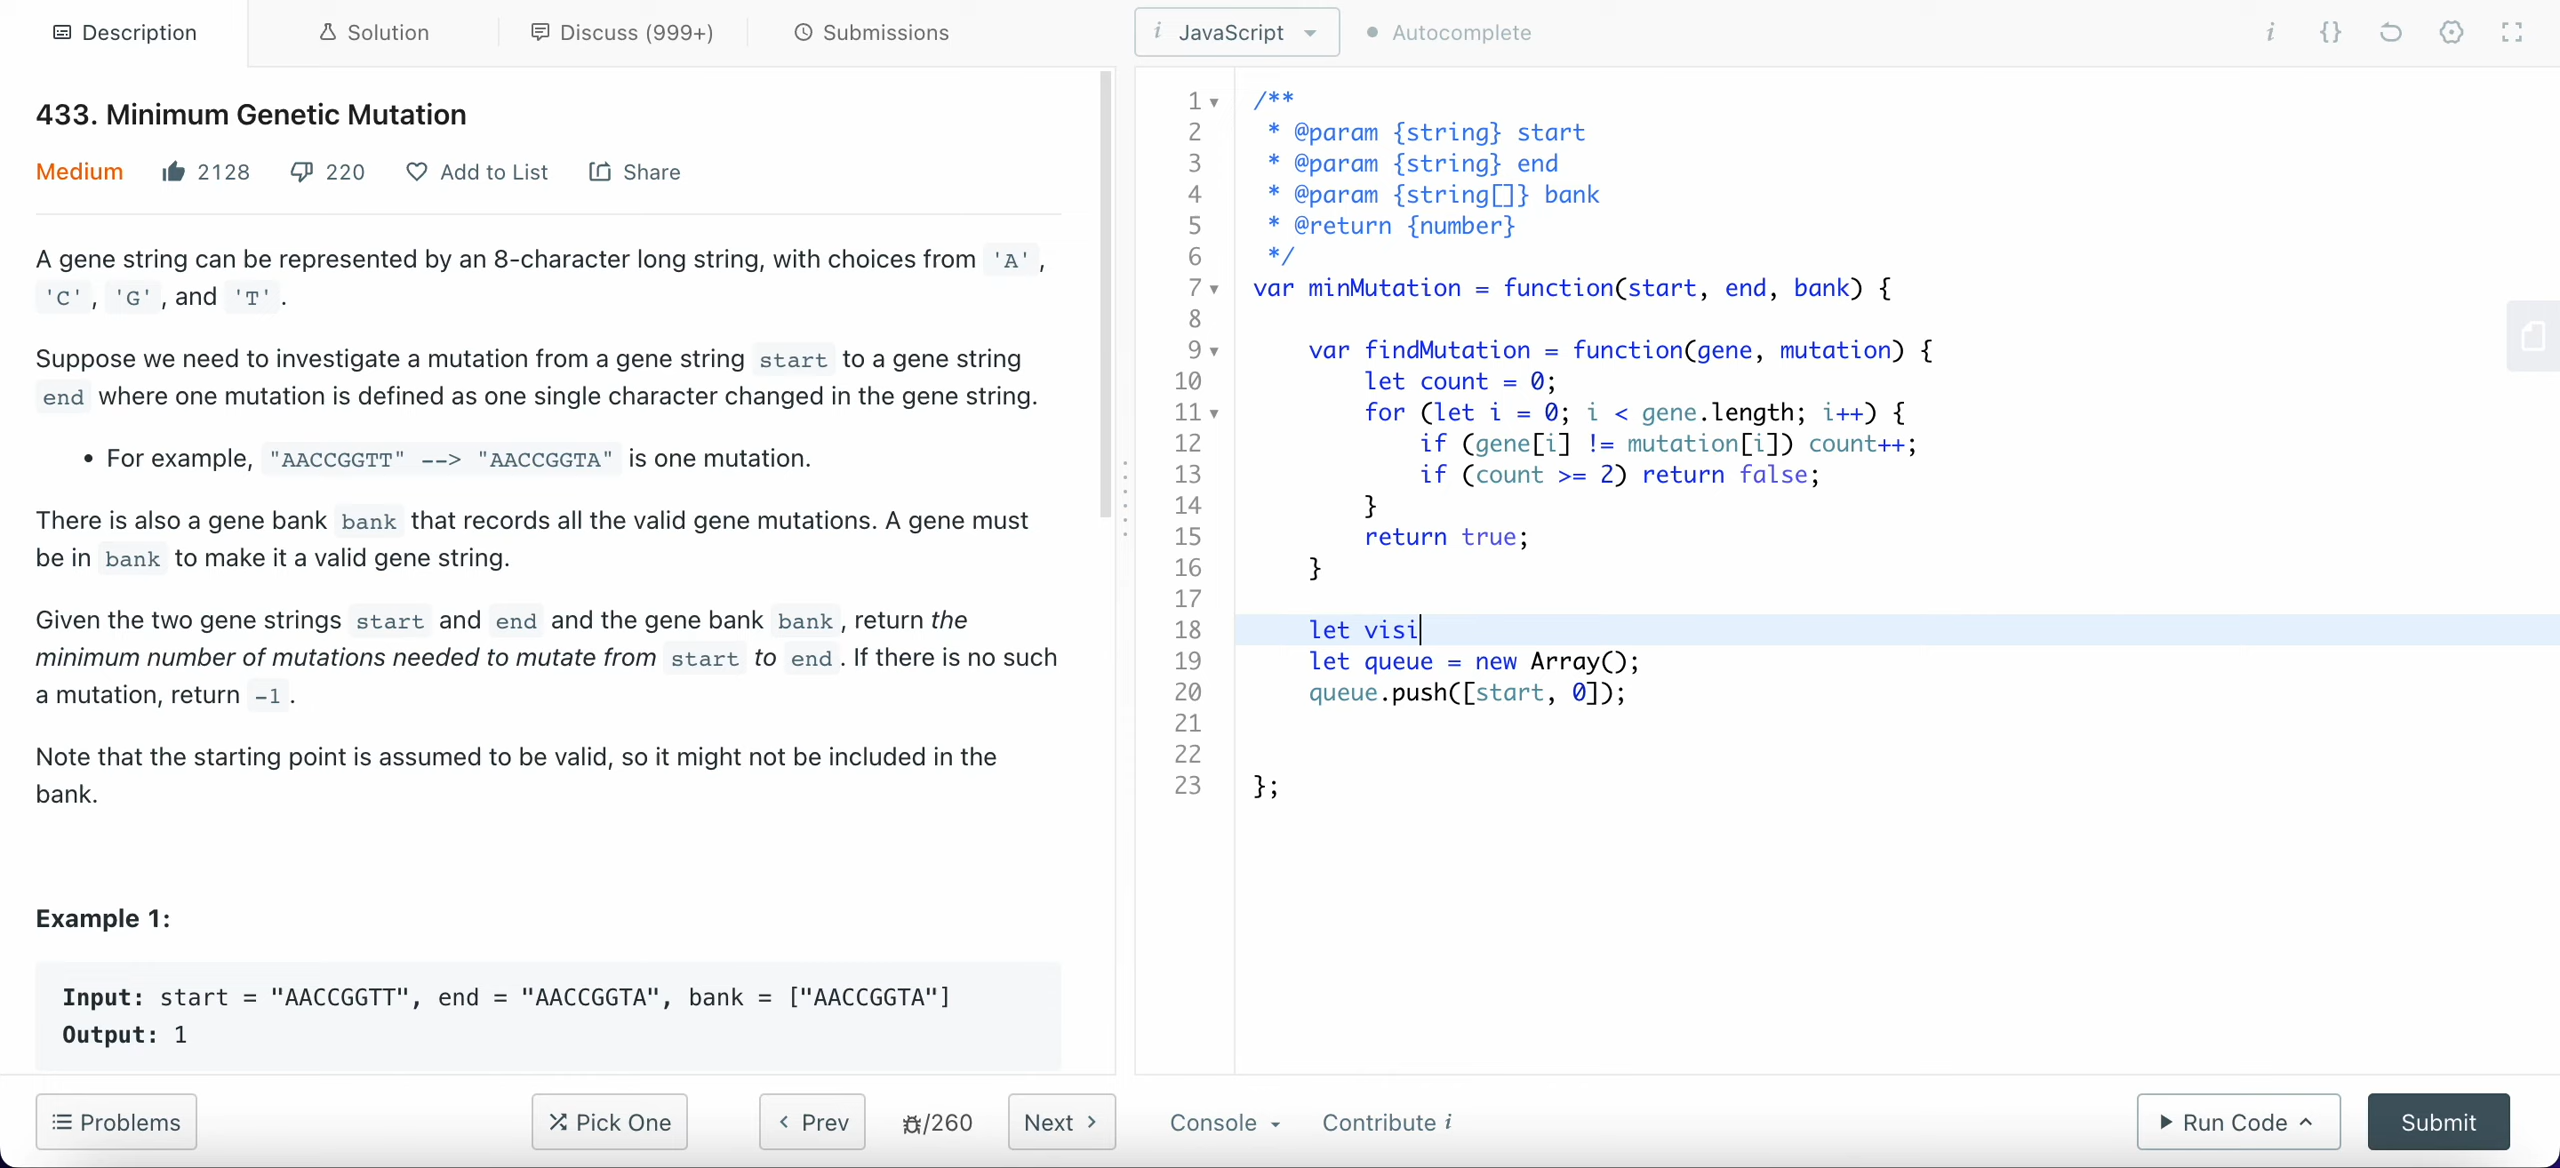 Description
Solution
Discuss (999+)
Submissions
i JavaScript
Autocomplete
i {}
433. Minimum Genetic Mutation
Medium 2128 220 Add to List Share
A gene string can be represented by an 8-character long string, with choices from 'A',
'C', 'G', and 'T'.
Suppose we need to investigate a mutation from a gene string start to a gene string
end where one mutation is defined as one single character changed in the gene string.
• For example, "AACCGGTT" --> "AACCGGTA" is one mutation.
There is also a gene bank bank that records all the valid gene mutations. A gene must
be in bank to make it a valid gene string.
Given the two gene strings start and end and the gene bank bank, return the
minimum number of mutations needed to mutate from start to end. If there is no such
a mutation, return -1.
Note that the starting point is assumed to be valid, so it might not be included in the
bank.
Example 1:
Input: start = "AACCGGTT", end = "AACCGGTA", bank = ["AACCGGTA"]
Output: 1
1 /**
2 * @param {string} start
3 * @param {string} end
4 * @param {string[]} bank
5 * @return {number}
6 */
7 var minMutation = function(start, end, bank) {
8
9 var findMutation = function(gene, mutation) {
10 let count = 0;
11 for (let i = 0; i < gene.length; i++) {
12 if (gene[i] != mutation[i]) count++;
13 if (count >= 2) return false;
14 }
15 return true;
16 }
17
18 let visi
19 let queue = new Array();
20 queue.push([start, 0]);
21
22
23 };
Problems
Pick One
Prev
/260
Next
Console
Contribute i
Run Code
Submit